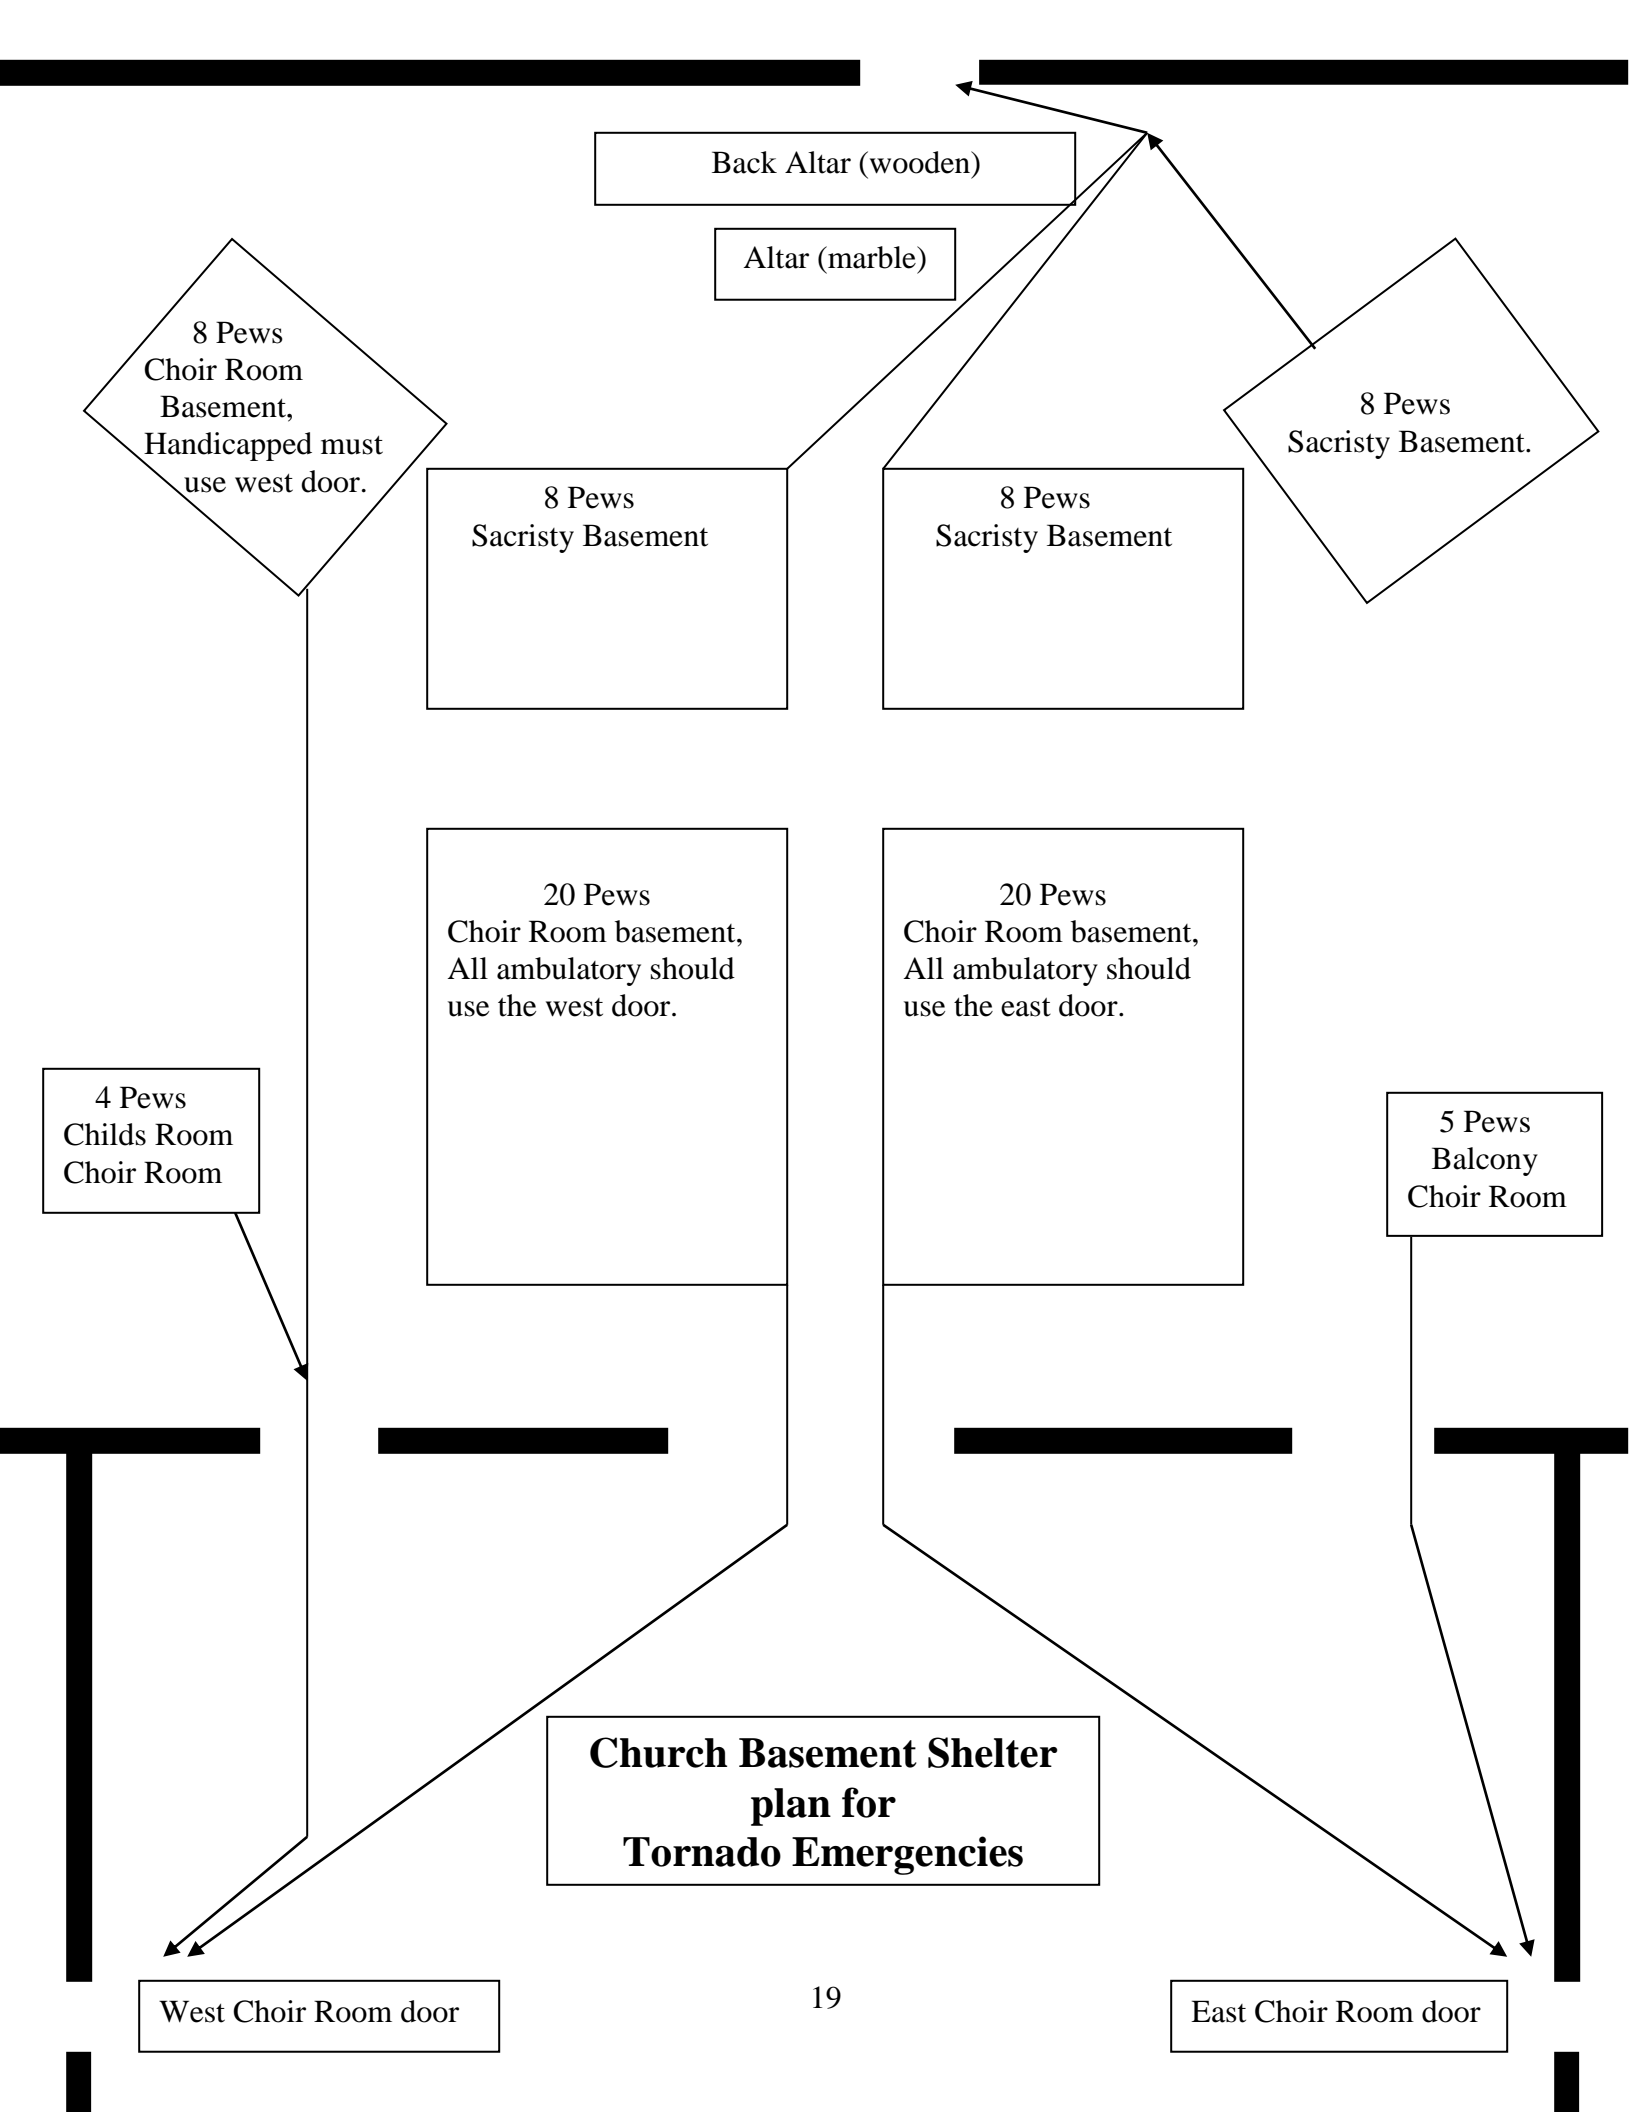 Back Altar (wooden)
Altar (marble)
8 Pews
Choir Room
Basement,
Handicapped must
use west door.
8 Pews
Sacristy Basement.
8 Pews
Sacristy Basement
8 Pews
Sacristy Basement
20 Pews
Choir Room basement,
All ambulatory should
use the west door.
20 Pews
Choir Room basement,
All ambulatory should
use the east door.
4 Pews
Childs Room
Choir Room
5 Pews
Balcony
Choir Room
Church Basement Shelter
plan for
Tornado Emergencies
West Choir Room door
19
East Choir Room door